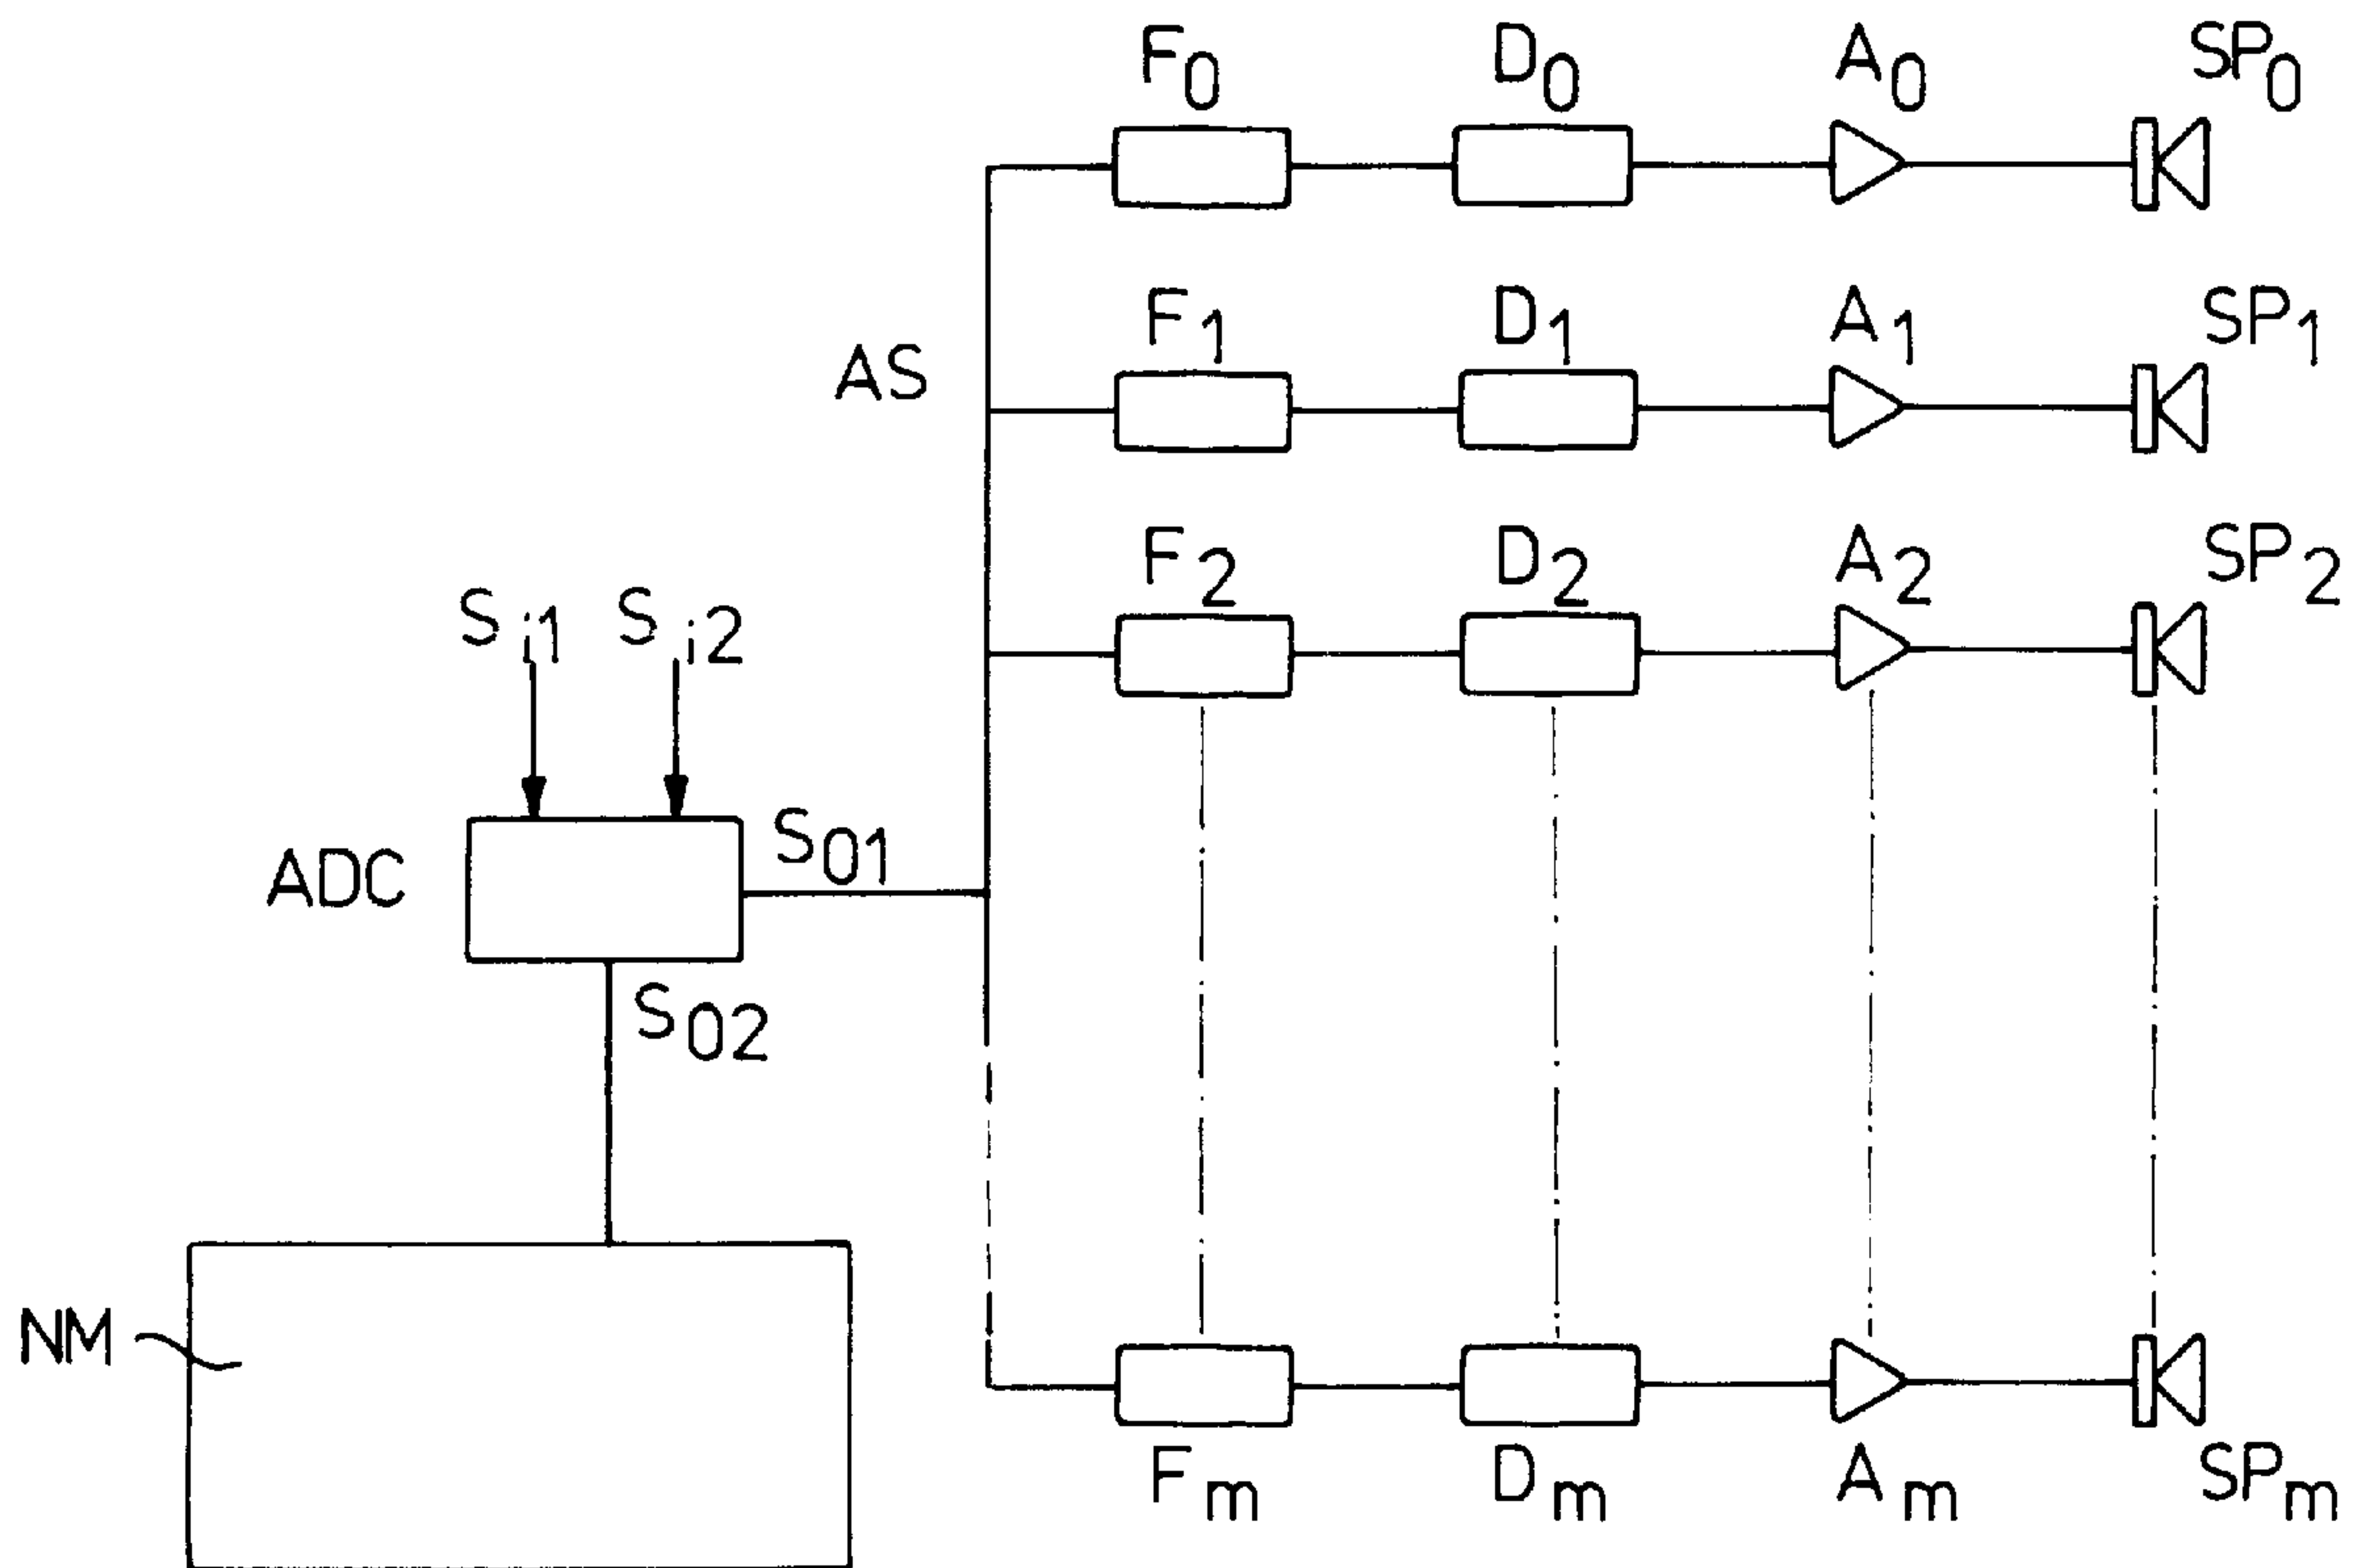 F0 D0 A0 SP0
F1 D1 A1 SP1
AS
F2 D2 A2 SP2
Si1 Si2
S01
ADC
S02
NM
Fm Dm Am SPm